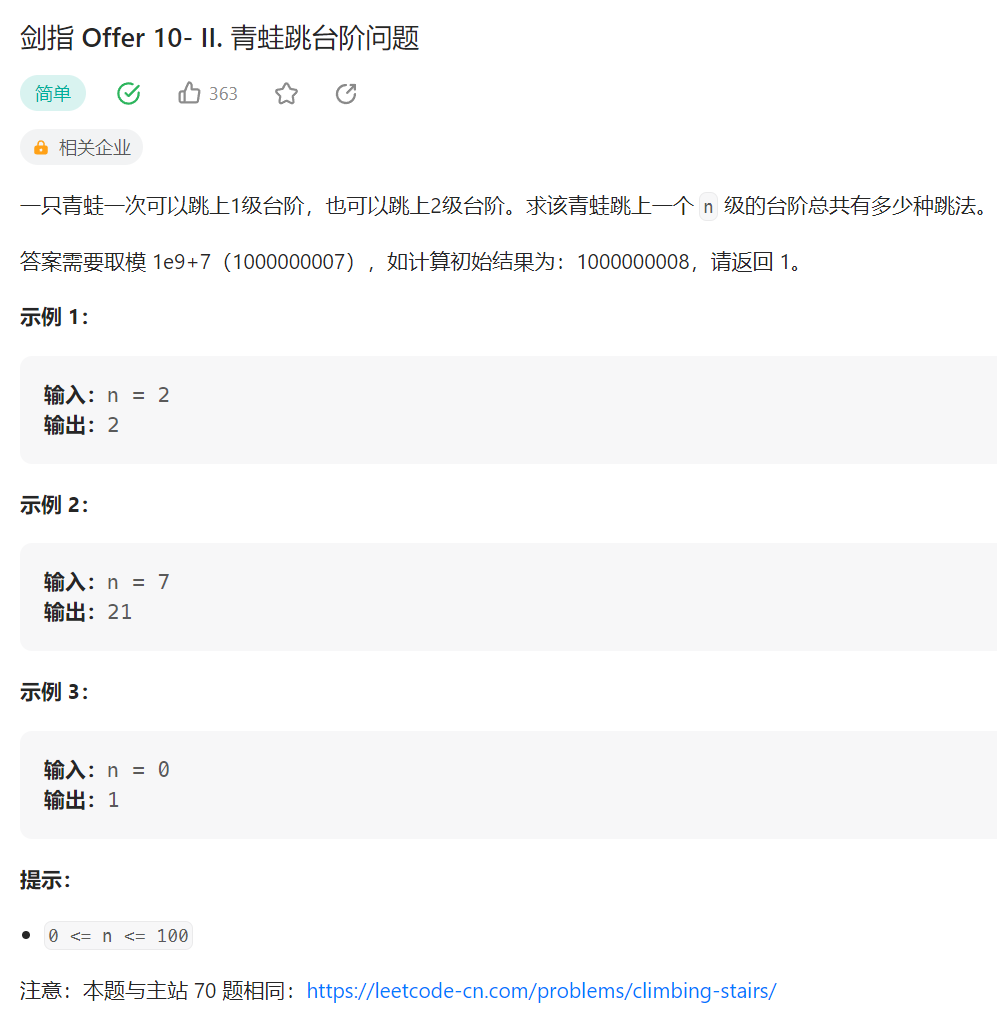 剑指 Offer 10- II. 青蛙跳台阶问题
简单
363
相关企业
一只青蛙一次可以跳上1级台阶，也可以跳上2级台阶。求该青蛙跳上一个 n 级的台阶总共有多少种跳法。
答案需要取模 1e9+7（1000000007），如计算初始结果为：1000000008，请返回 1。
示例 1：
输入：n = 2
输出：2
示例 2：
输入：n = 7
输出：21
示例 3：
输入：n = 0
输出：1
提示：
0 <= n <= 100
注意：本题与主站 70 题相同：https://leetcode-cn.com/problems/climbing-stairs/